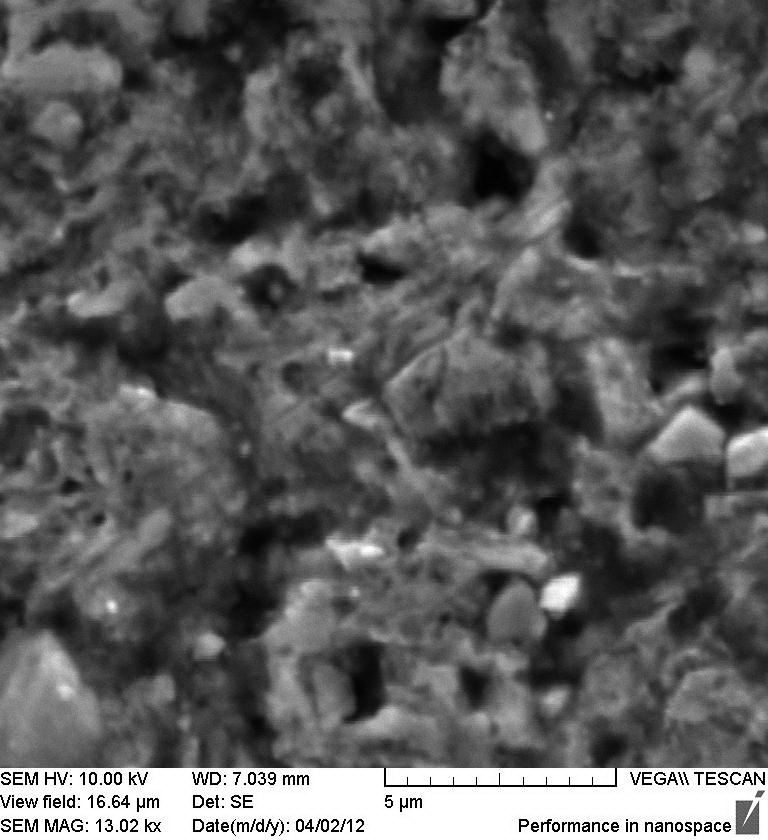 SEM HV: 10.00 kV WD: 7.039 mm VEGA\\ TESCAN
View field: 16.64 µm Det: SE 5 µm
SEM MAG: 13.02 kx Date(m/d/y): 04/02/12 Performance in nanospace